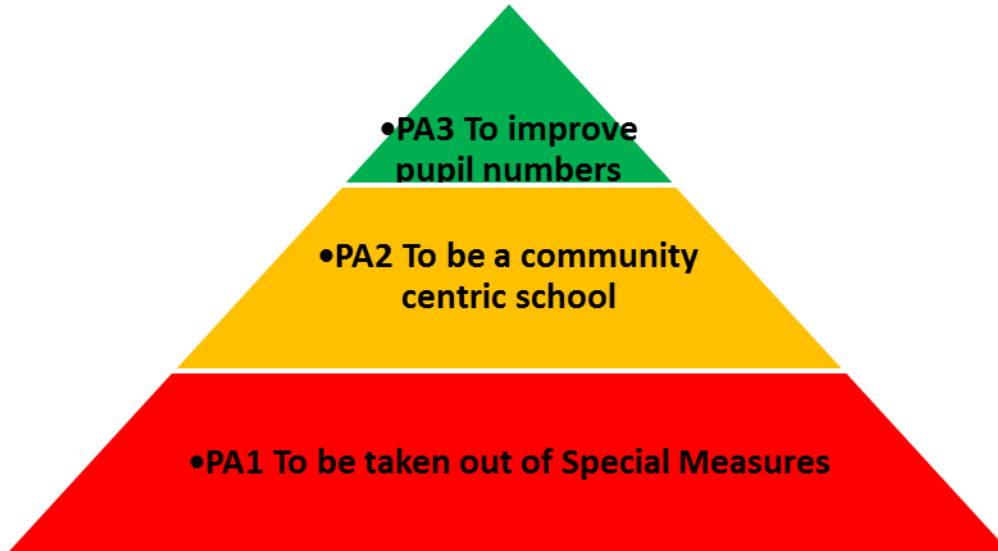 •PA3 To improve
pupil numbers
•PA2 To be a community
centric school
•PA1 To be taken out of Special Measures